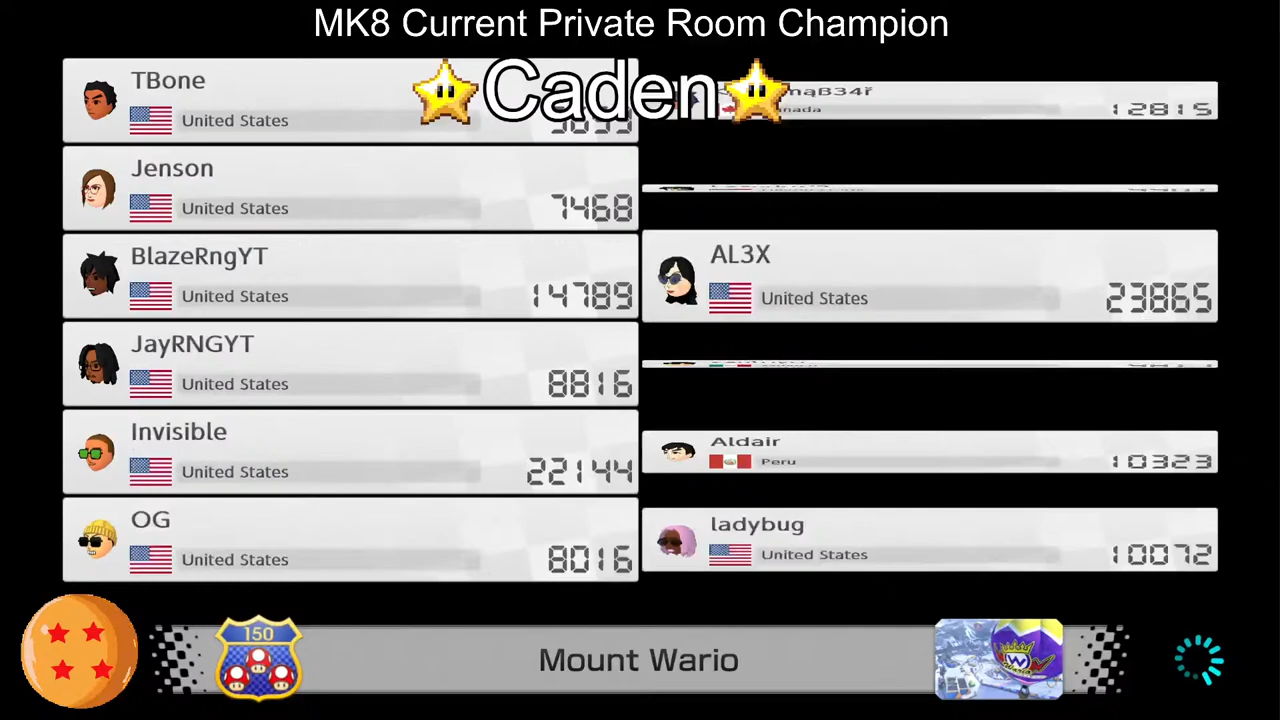 MK8 Current Private Room Champion
Caden
TBone
United States
Jenson
United States
7468
BlazeRngYT
United States
14789
JayRNGYT
United States
8816
Invisible
United States
22144
OG
United States
8016
12815
AL3X
United States
23865
Aldair
Peru
10323
ladybug
United States
10072
150
Mount Wario